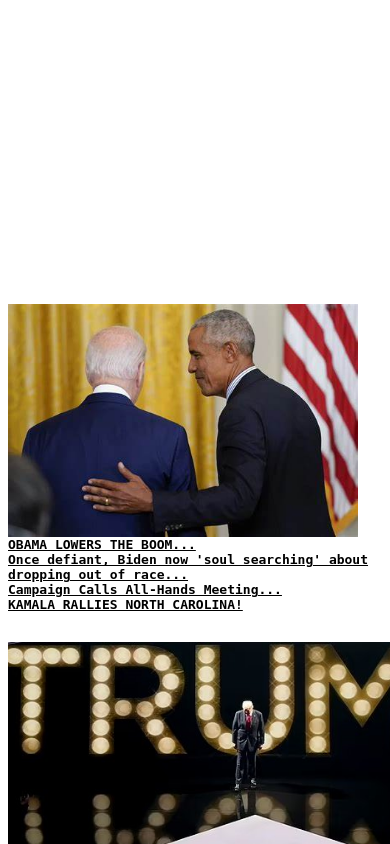 OBAMA LOWERS THE BOOM...
Once defiant, Biden now 'soul searching' about
dropping out of race...
Campaign Calls All-Hands Meeting...
KAMALA RALLIES NORTH CAROLINA!
TRUM